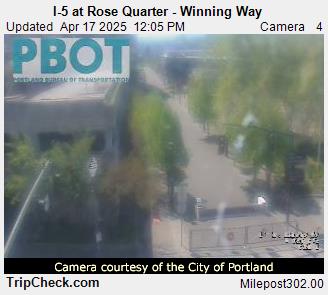 I-5 at Rose Quarter - Winning Way
Updated Apr 17 2025 12:05 PM Camera 4
PBOT
PORTLAND BUREAU OF TRANSPORTATION
Camera courtesy of the City of Portland
TripCheck.com Milepost302.00